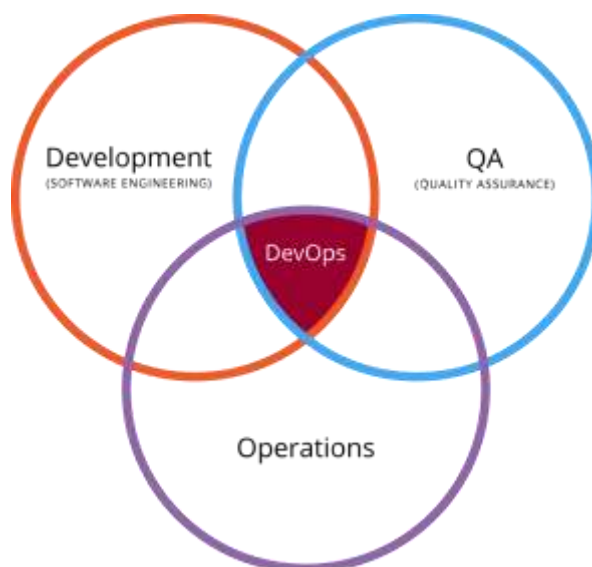 Development
(SOFTWARE ENGINEERING)
QA
(QUALITY ASSURANCE)
DevOps
Operations